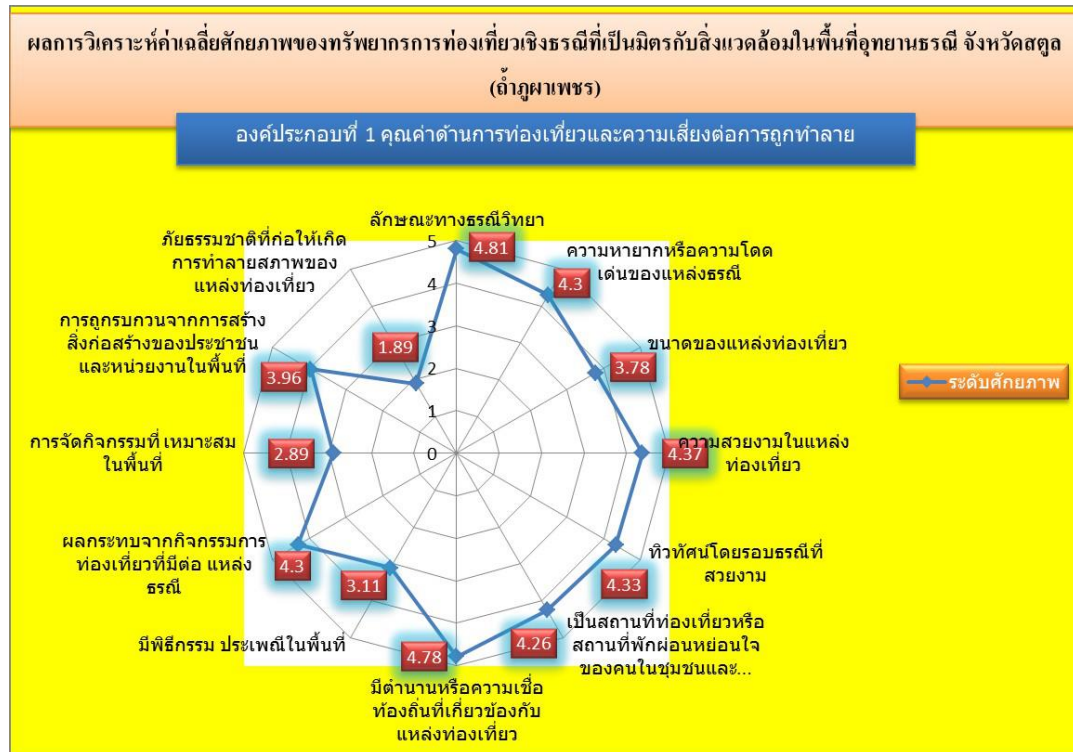 ผลการวิเคราะห์ค่าเฉลี่ยศักยภาพของทรัพยากรการท่องเที่ยวเชิงธรณีที่เป็นมิตรกับสิ่งแวดล้อมในพื้นที่อุทยานธรณี จังหวัดสตูล
(ถ้ำภูผาเพชร)
องค์ประกอบที่ 1 คุณค่าด้านการท่องเที่ยวและความเสี่ยงต่อการถูกทำลาย
ลักษณะทางธรณีวิทยา
4.81
ความหายากหรือความโดด
เด่นของแหล่งธรณี
4.3
ขนาดของแหล่งท่องเที่ยว
3.78
ความสวยงามในแหล่ง
ท่องเที่ยว
4.37
ทิวทัศน์โดยรอบธรณีที่
สวยงาม
4.33
เป็นสถานที่ท่องเที่ยวหรือ
สถานที่พักผ่อนหย่อนใจ
ของคนในชุมชนและ...
4.26
มีตำนานหรือความเชื่อ
ท้องถิ่นที่เกี่ยวข้องกับ
แหล่งท่องเที่ยว
4.78
มีพิธีกรรม ประเพณีในพื้นที่
3.11
ผลกระทบจากกิจกรรมการ
ท่องเที่ยวที่มีต่อ แหล่ง
ธรณี
4.3
การจัดกิจกรรมที่ เหมาะสม
ในพื้นที่
2.89
การถูกรบกวนจากการสร้าง
สิ่งก่อสร้างของประชาชน
และหน่วยงานในพื้นที่
3.96
ภัยธรรมชาติที่ก่อให้เกิด
การทำลายสภาพของ
แหล่งท่องเที่ยว
1.89
5
4
3
2
1
0
ระดับศักยภาพ